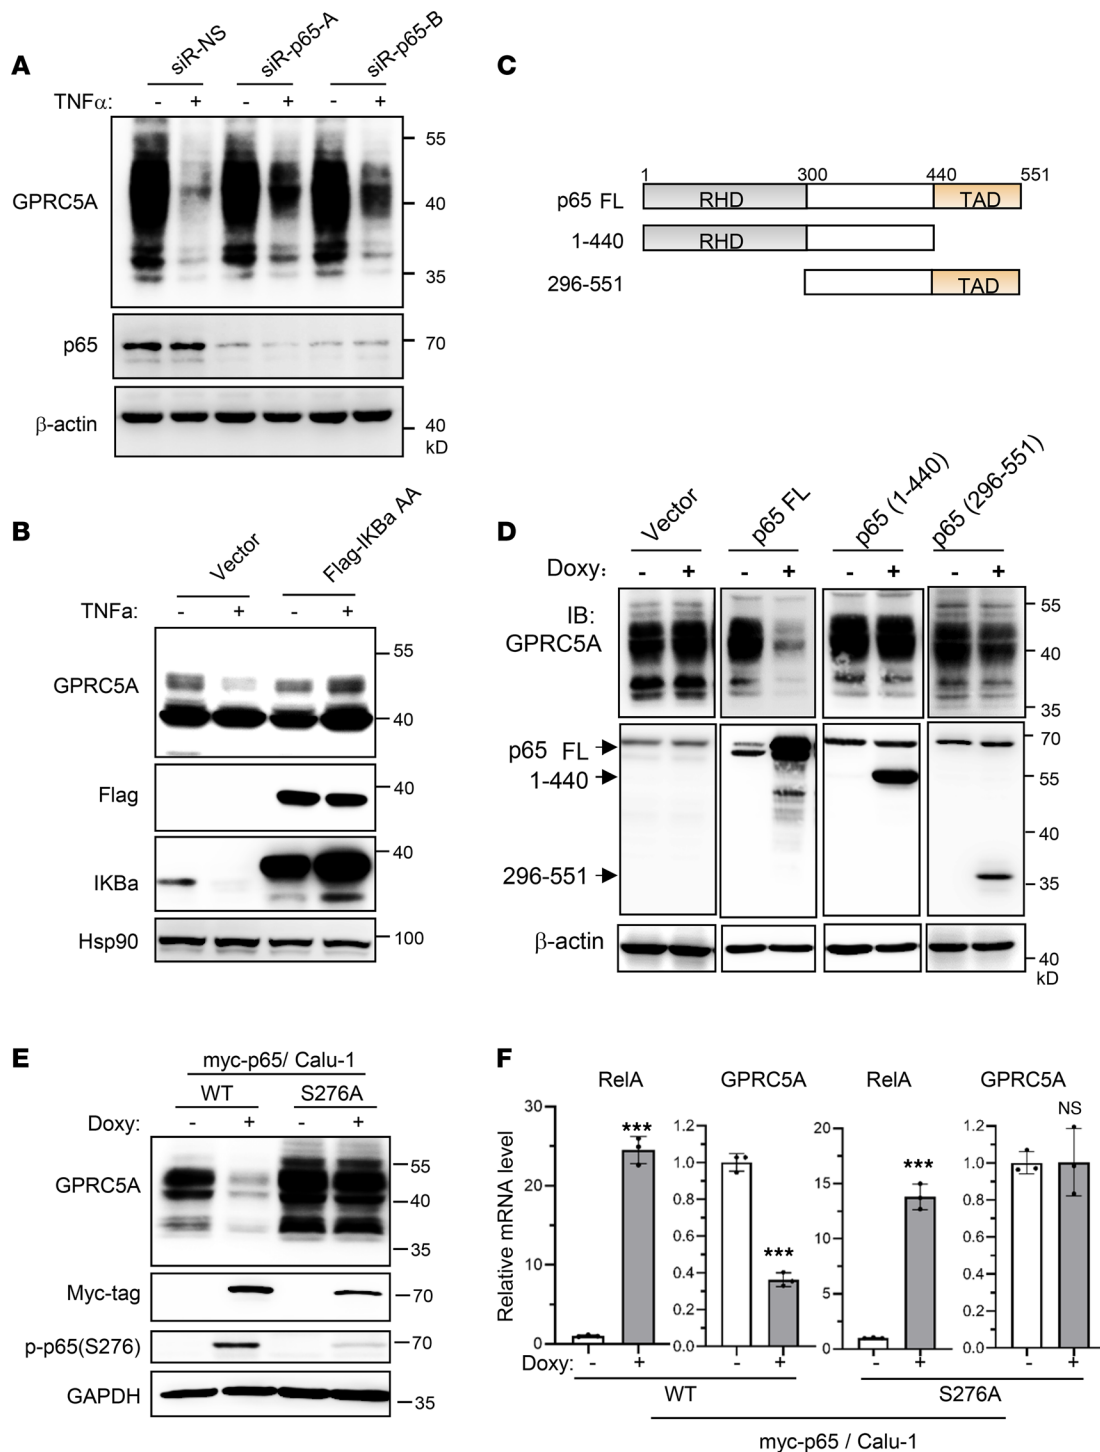 A
siR-NS
siR-p65-A
siR-p65-B
TNFα:
- + - + - +
GPRC5A
55
40
35
p65
70
β-actin
40
kD
C
1 300 440 551
p65 FL RHD TAD
1-440 RHD
296-551 TAD
B
Vector
Flag-IKBa AA
TNFa:
- + - +
GPRC5A
55
40
Flag
40
IKBa
40
Hsp90
100
D
Vector
p65 FL
p65 (1-440)
p65 (296-551)
Doxy:
- + - + - + - +
IB:
GPRC5A
55
40
35
p65 FL
1-440
296-551
70
55
40
35
β-actin
40
kD
E
myc-p65/ Calu-1
WT S276A
Doxy: - + - +
GPRC5A
55
40
35
Myc-tag
70
p-p65(S276)
70
GAPDH
35
F
RelA GPRC5A RelA GPRC5A
Relative mRNA level
30
20
10
0
***
1.2
1.0
0.8
0.6
0.4
0.2
0.0
***
20
15
10
5
0
***
1.2
1.0
0.8
0.6
0.4
0.2
0.0
NS
Doxy: - + - + - + - +
WT S276A
myc-p65 / Calu-1